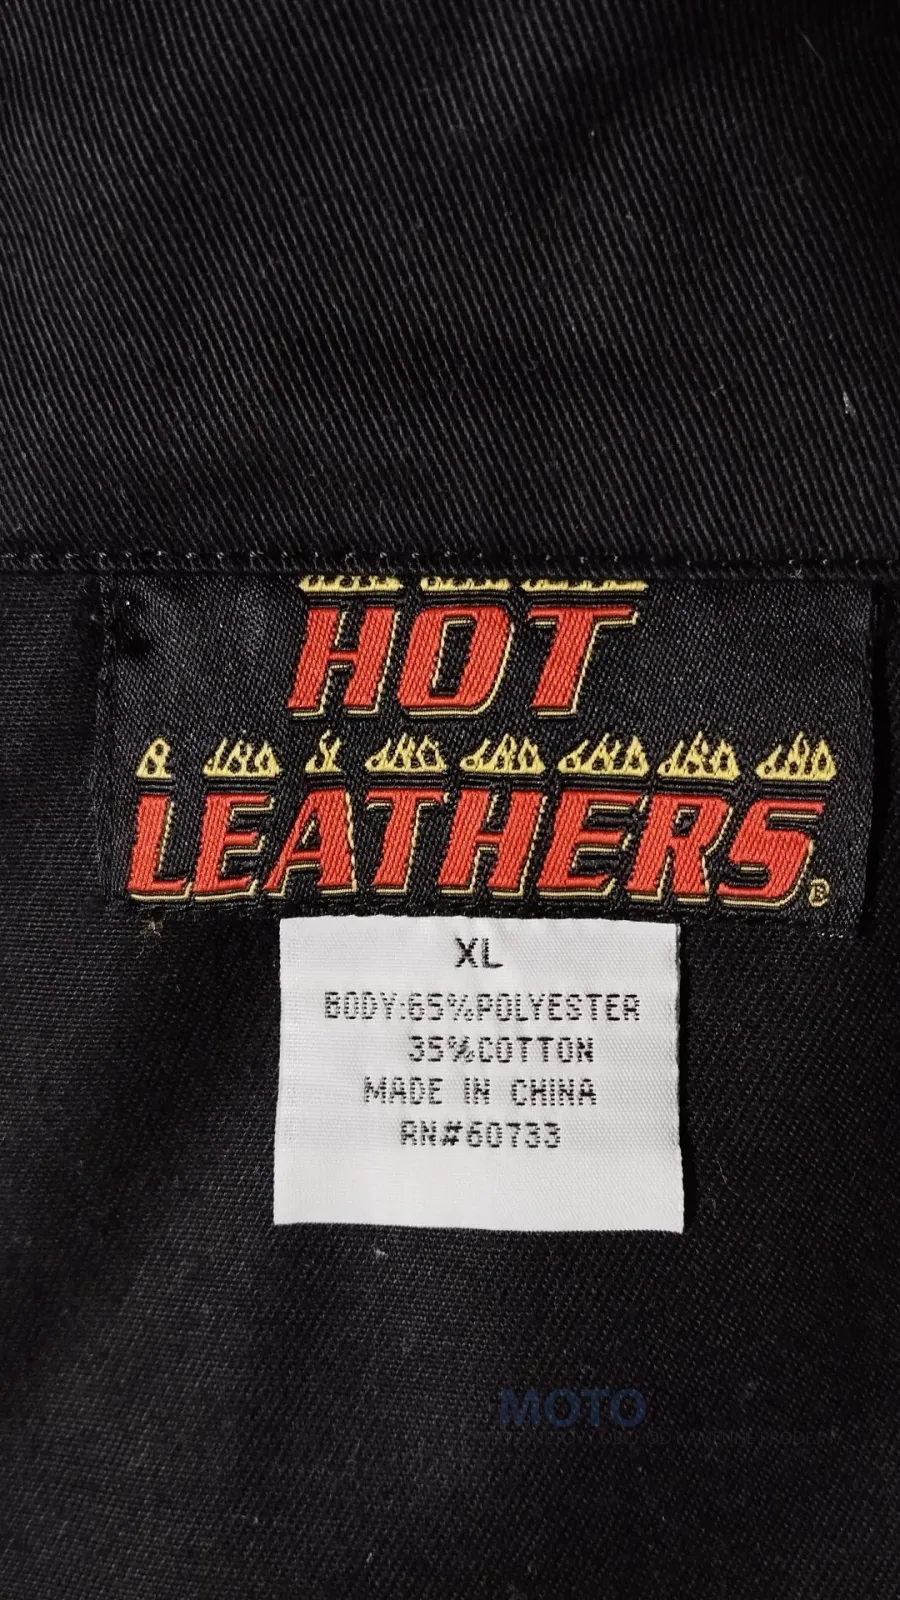 HOT
LEATHERS®
XL
BODY:65%POLYESTER
35%COTTON
MADE IN CHINA
RN#60733
MOTO